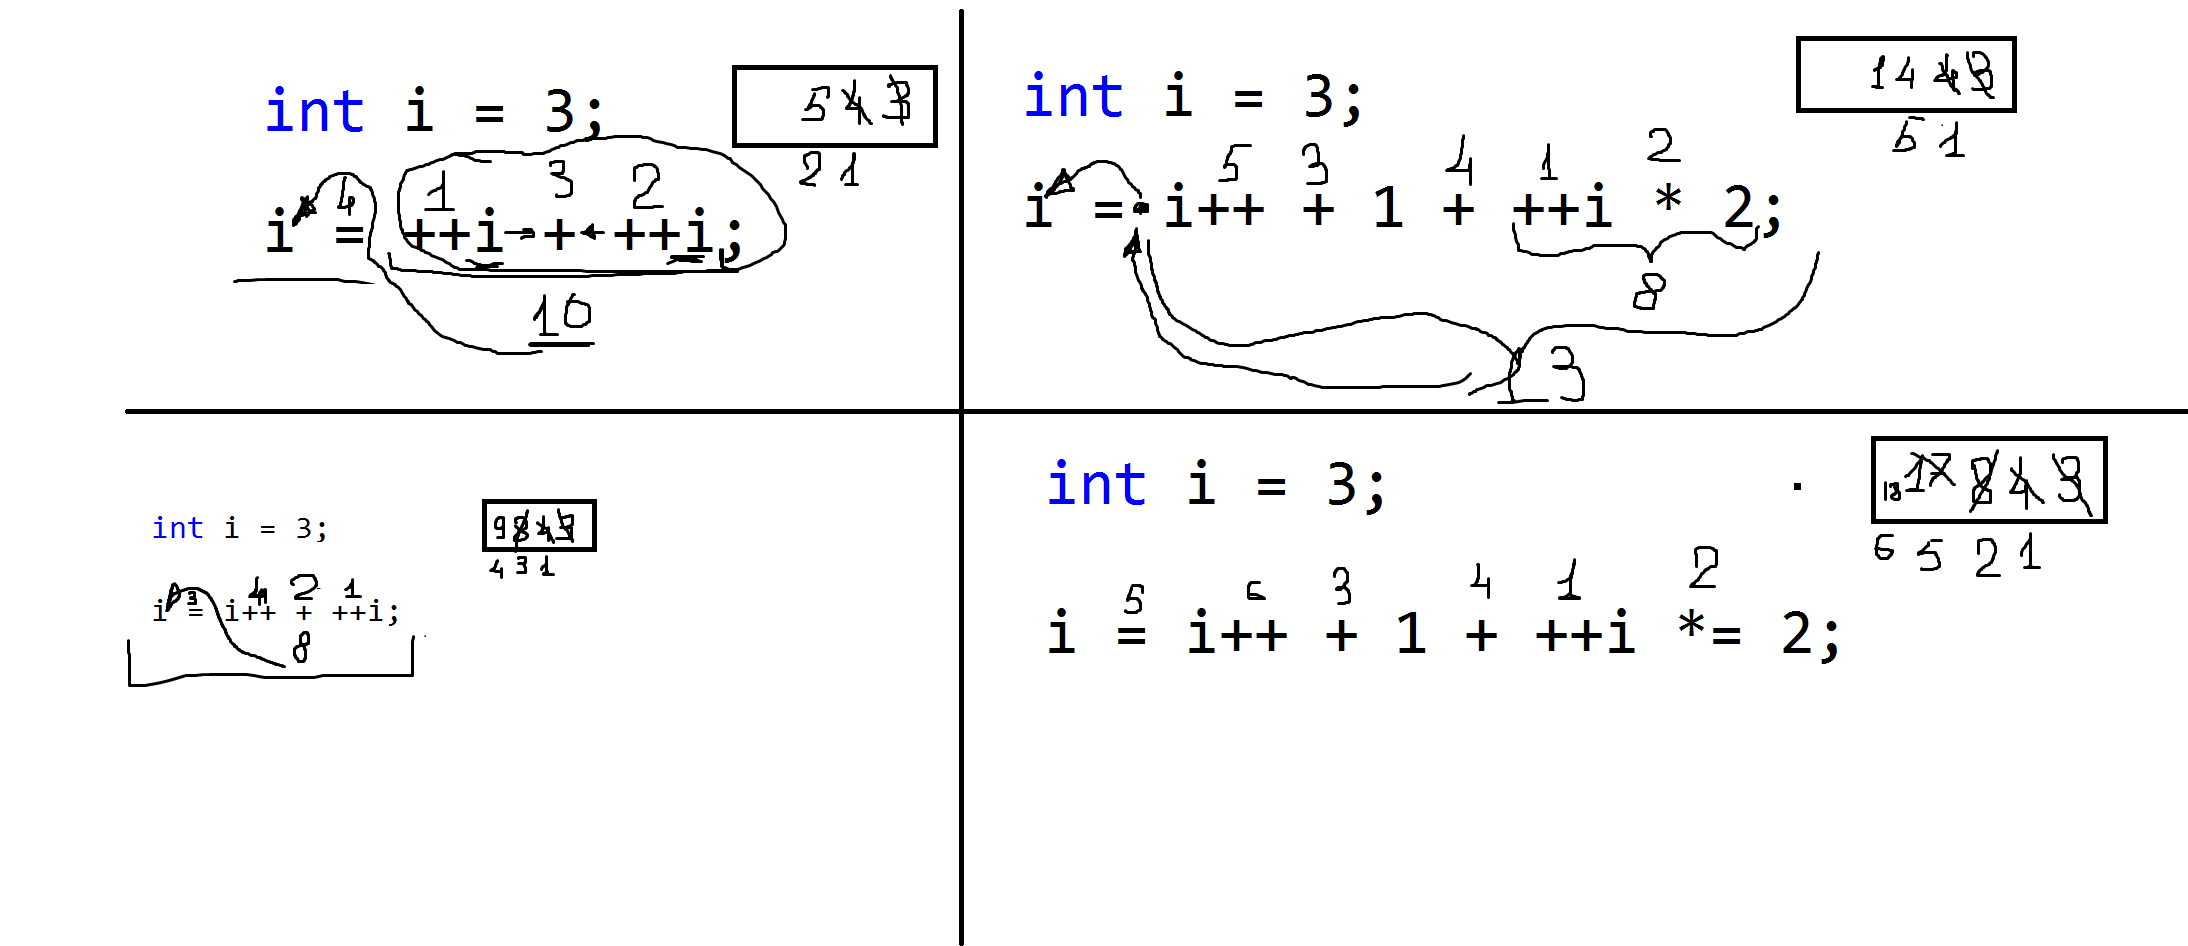 int i = 3;
5 4 3
2 1
4 1 3 2
i = ++i + ++i;
10
int i = 3;
14 4 3
5 1
5 3 4 1 2
i = i++ + 1 + ++i * 2;
8
13
int i = 3;
9 8 4 3
4 3 1
3 4 2 1
i = i++ + ++i;
8
int i = 3;
18 17 8 4 3
6 5 2 1
5 6 3 4 1 2
i = i++ + 1 + ++i *= 2;